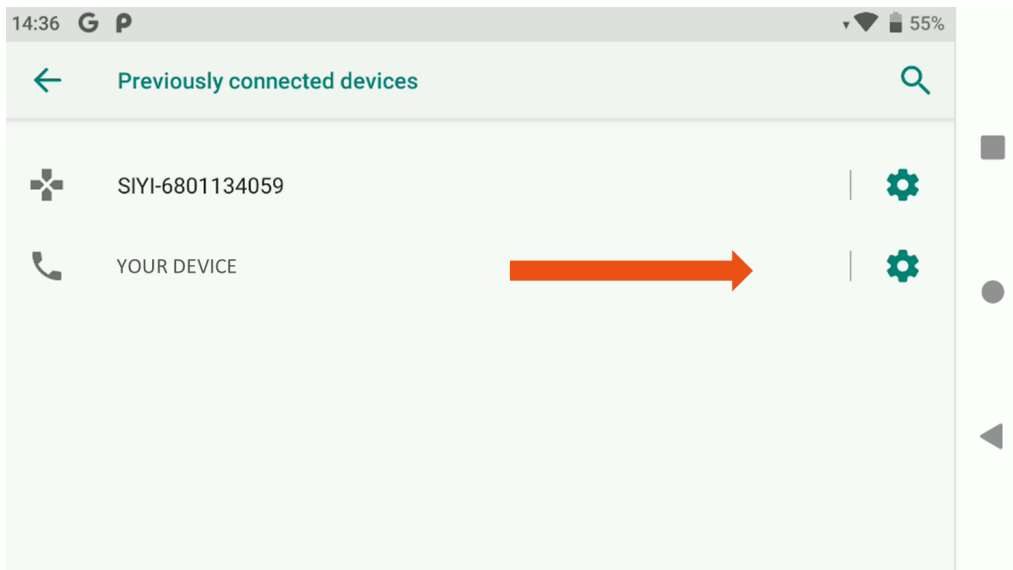 14:36 G P 55%
Previously connected devices
SIYI-6801134059
YOUR DEVICE